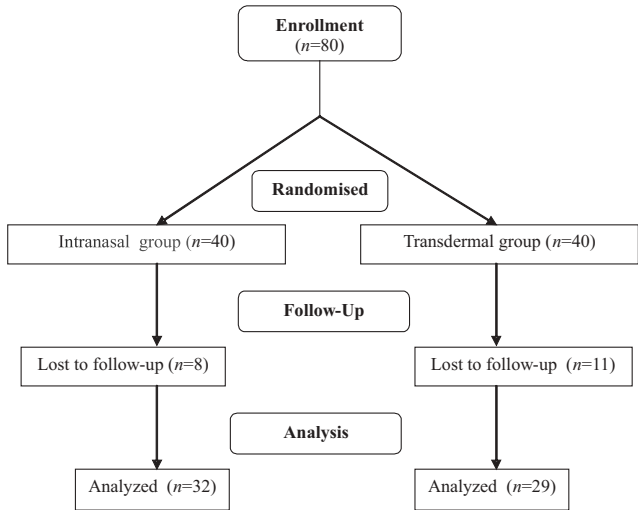 Enrollment
(n=80)
Randomised
Intranasal group (n=40)
Transdermal group (n=40)
Follow-Up
Lost to follow-up (n=8)
Lost to follow-up (n=11)
Analysis
Analyzed (n=32)
Analyzed (n=29)